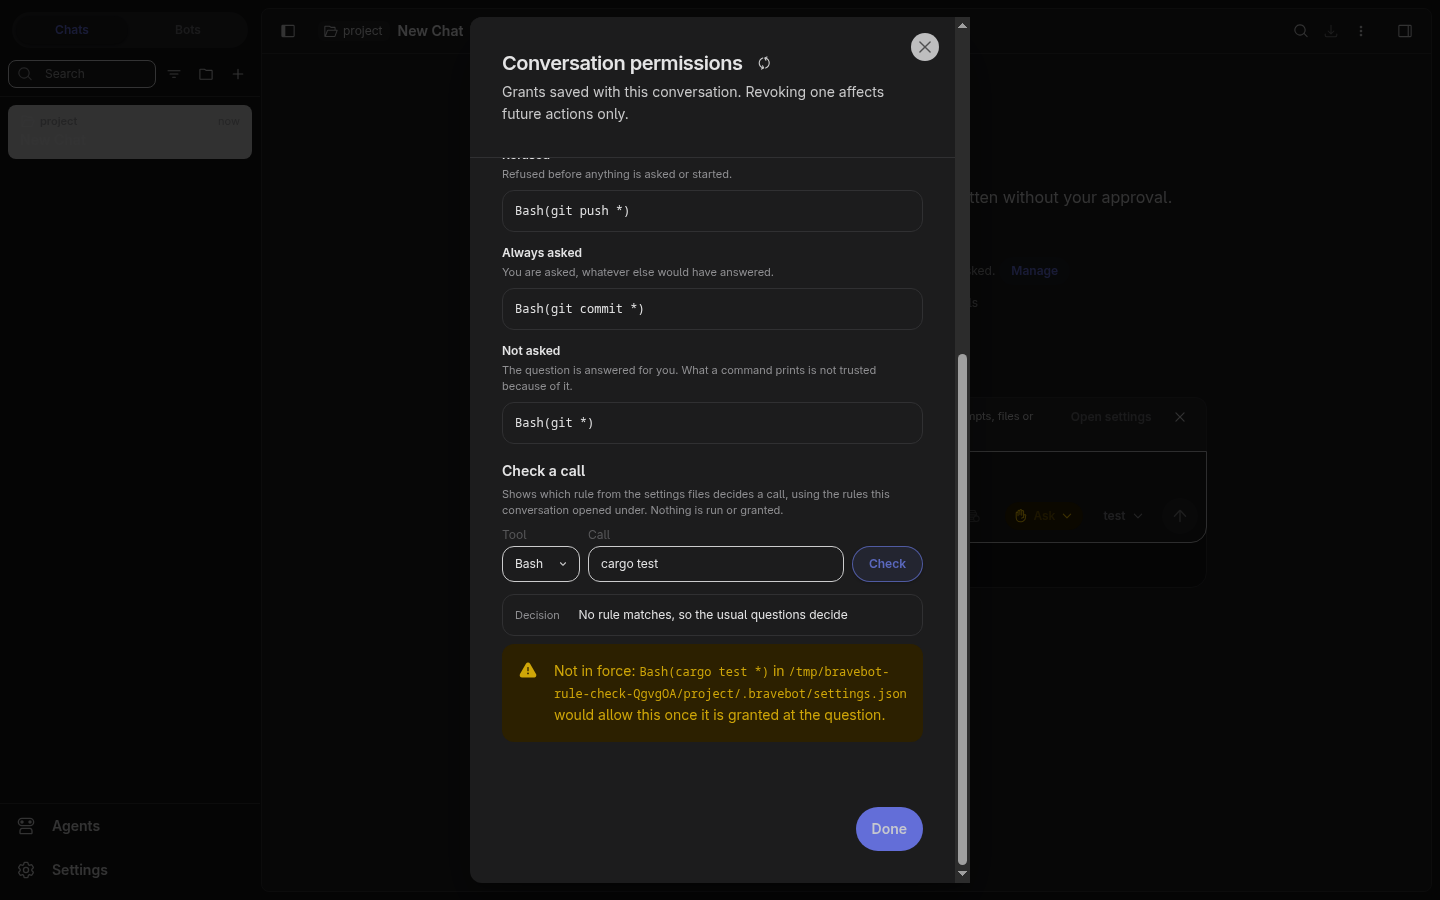 Chats
Bots
Search
project
now
project
New Chat
Conversation permissions
Grants saved with this conversation. Revoking one affects
future actions only.
Refused before anything is asked or started.
Bash(git push *)
Always asked
You are asked, whatever else would have answered.
Bash(git commit *)
Not asked
The question is answered for you. What a command prints is not trusted
because of it.
Bash(git *)
Check a call
Shows which rule from the settings files decides a call, using the rules this
conversation opened under. Nothing is run or granted.
Tool
Call
Bash
cargo test
Check
Decision
No rule matches, so the usual questions decide
Not in force: Bash(cargo test *) in /tmp/bravebot-
rule-check-QgvgOA/project/.bravebot/settings.json
would allow this once it is granted at the question.
Done
without your approval.
Manage
files or
Open settings
Ask
test
Agents
Settings